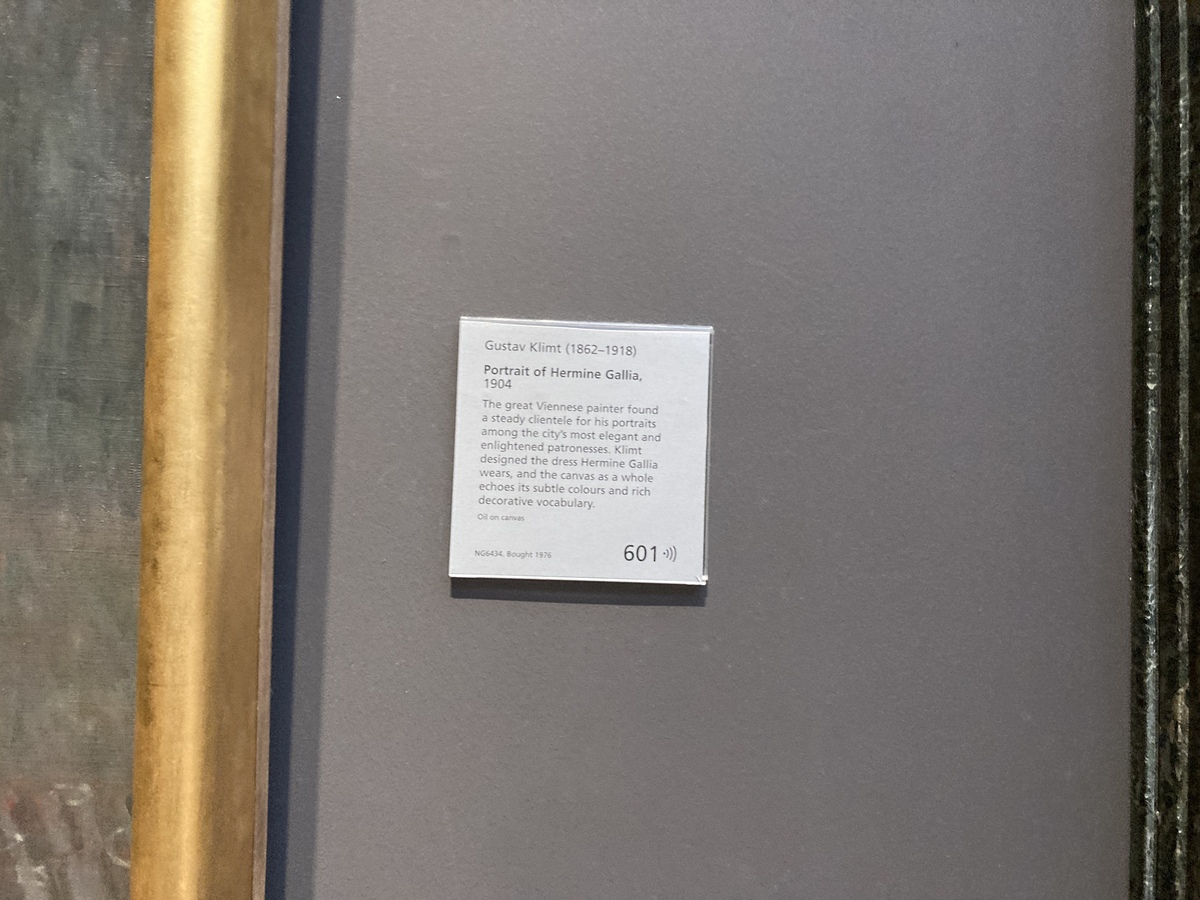 Gustav Klimt (1862–1918)
Portrait of Hermine Gallia,
1904
The great Viennese painter found
a steady clientele for his portraits
among the city's most elegant and
enlightened patronesses. Klimt
designed the dress Hermine Gallia
wears, and the canvas as a whole
echoes its subtle colours and rich
decorative vocabulary.
Oil on canvas
NG6434. Bought 1976
601